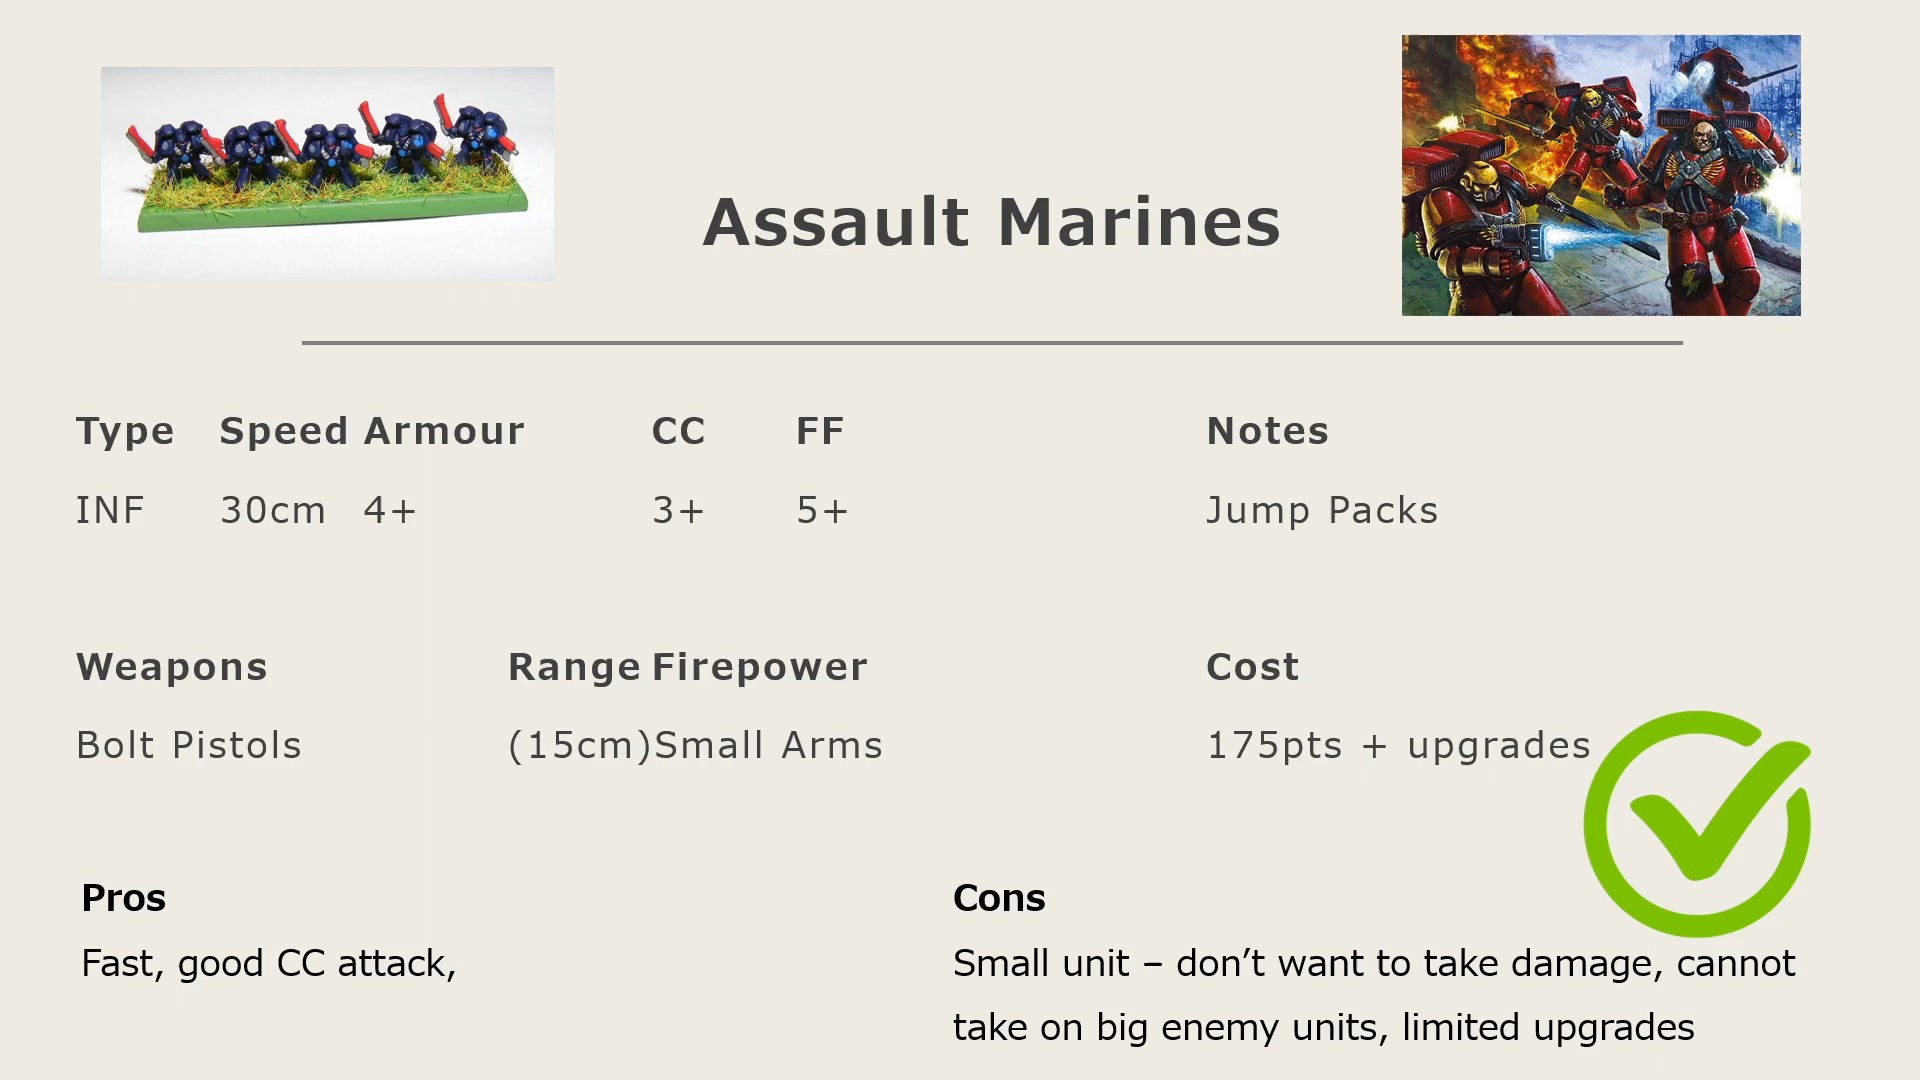 Assault Marines
Type Speed Armour CC FF Notes
INF 30cm 4+ 3+ 5+ Jump Packs
Weapons Range Firepower Cost
Bolt Pistols (15cm)Small Arms 175pts + upgrades
Pros Cons
Fast, good CC attack, Small unit – don’t want to take damage, cannot
take on big enemy units, limited upgrades